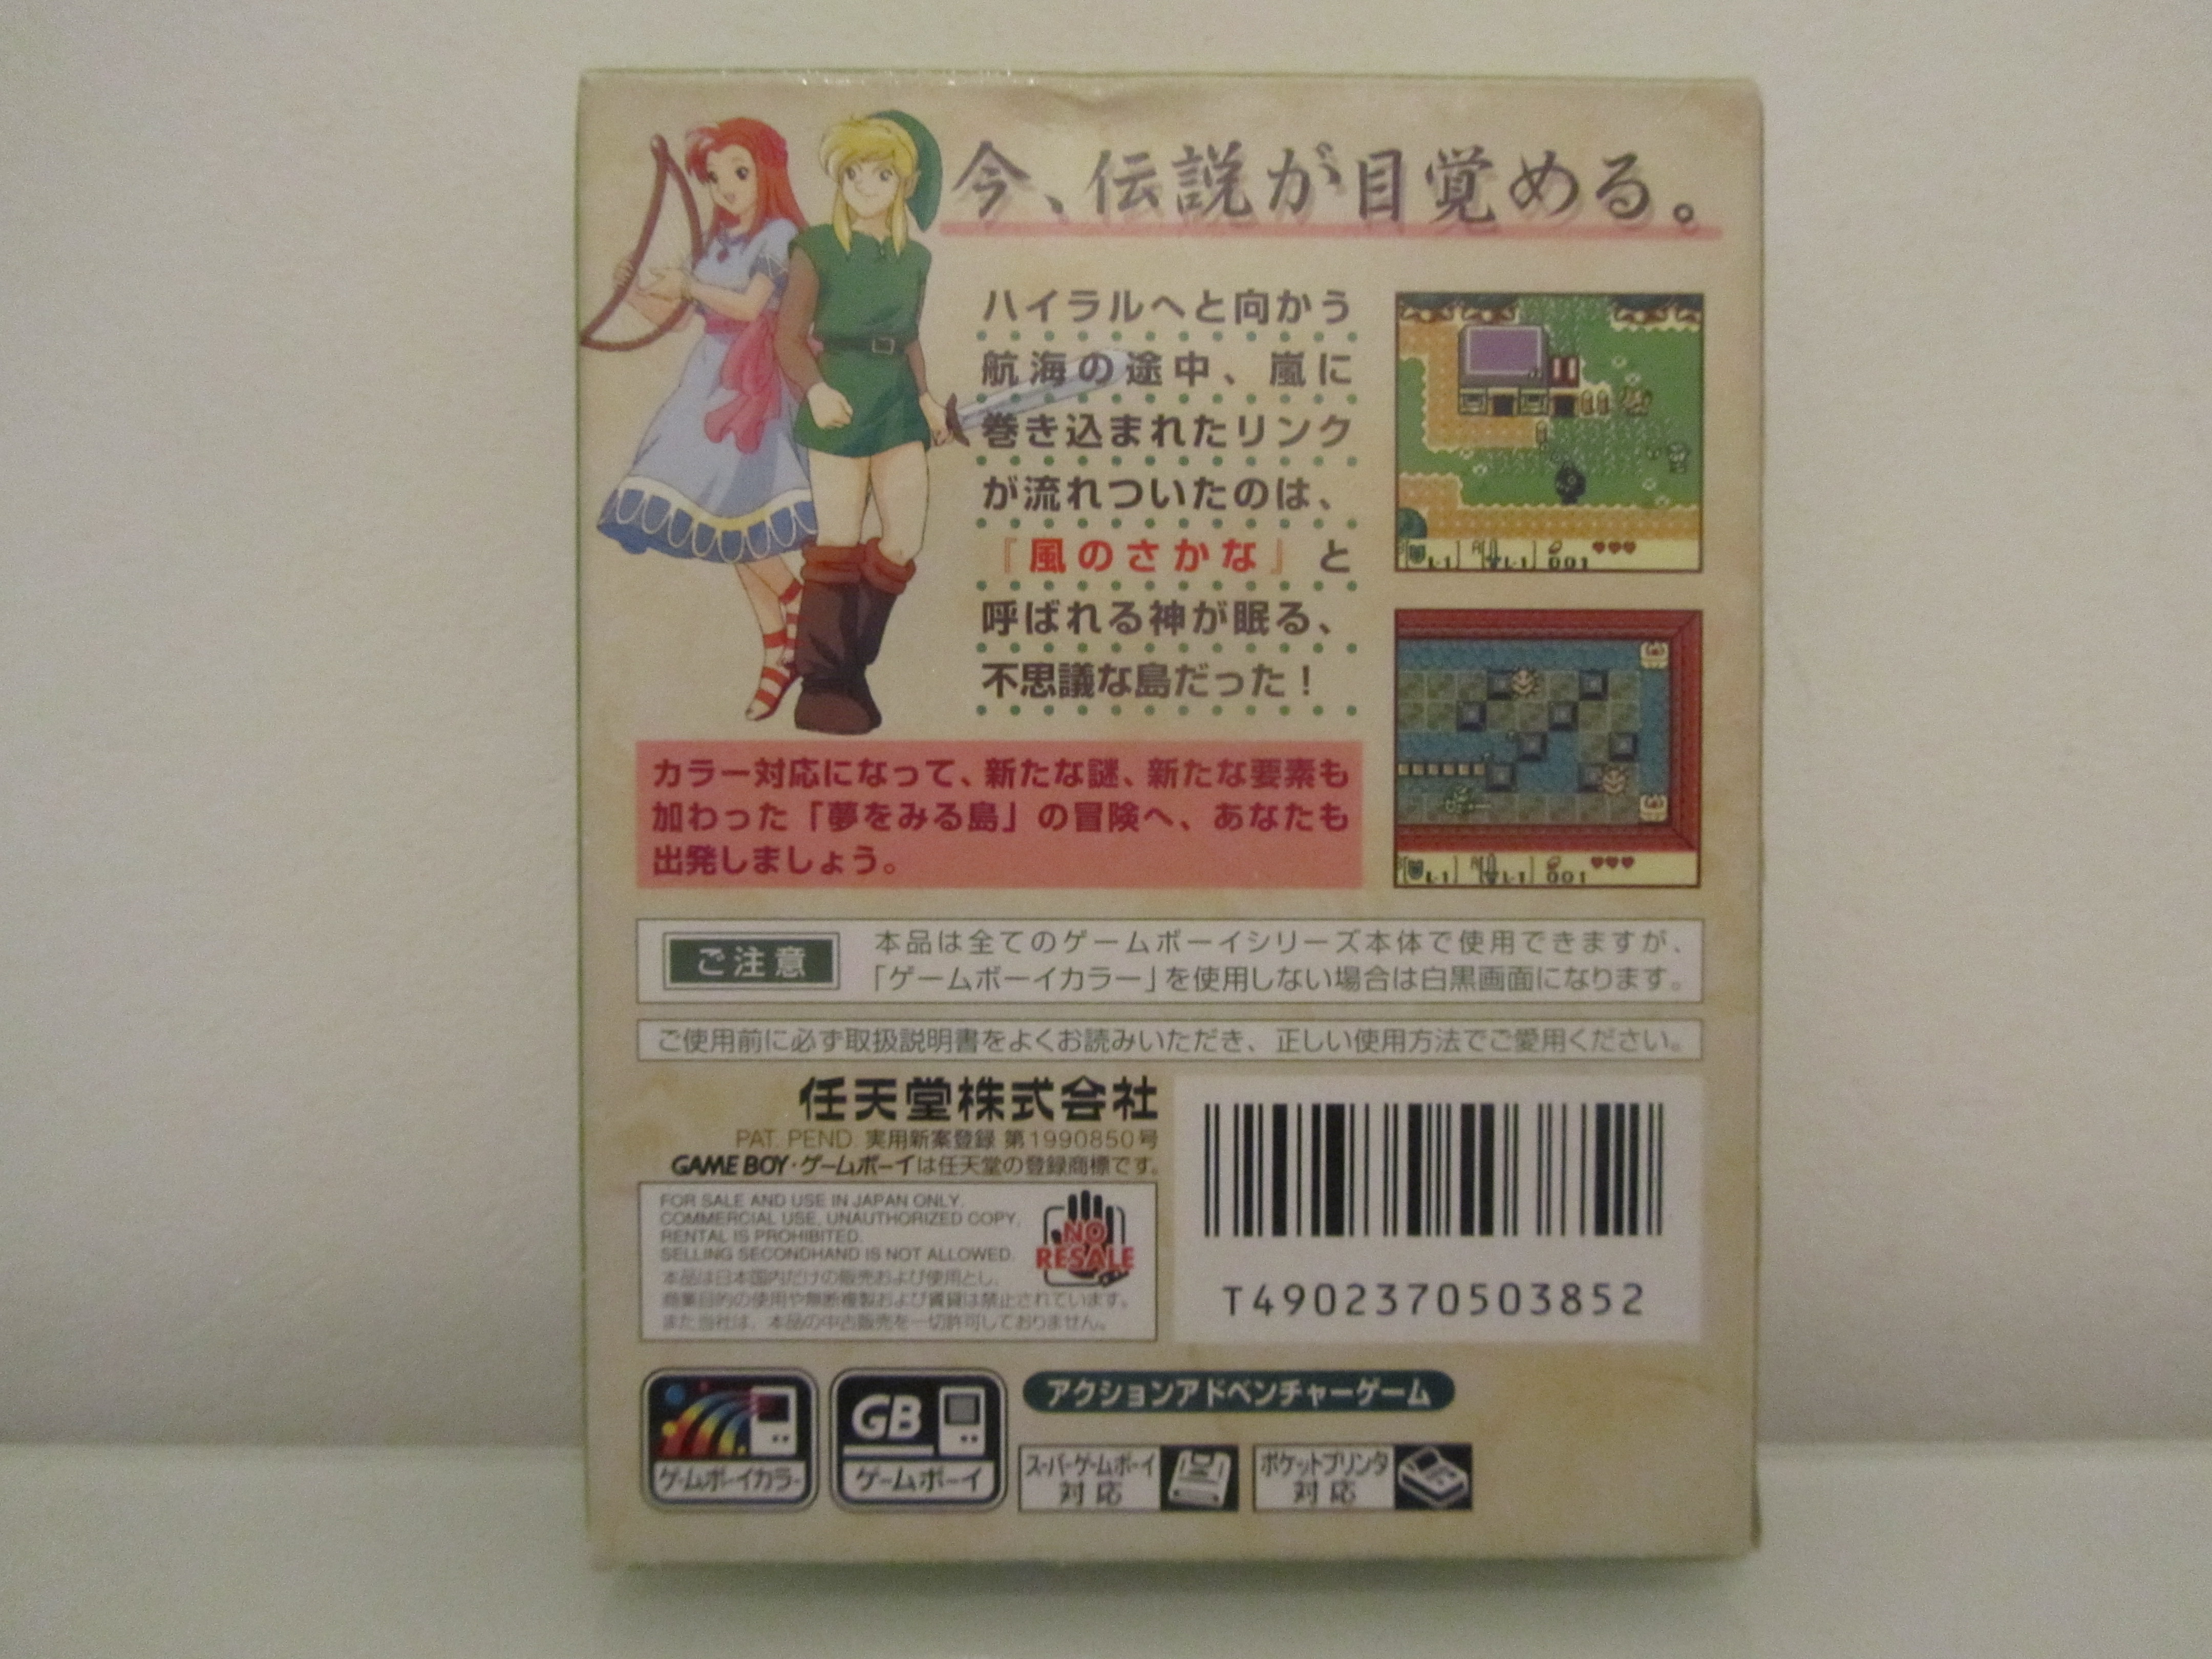 今、伝説が目覚める。
ハイラルへと向かう
航海の途中、嵐に
巻き込まれたリンク
が流れついたのは、
『風のさかな』と
呼ばれる神が眠る、
不思議な島だった！
L-1 A L-1 001
L-1 A L-1 001
カラー対応になって、新たな謎、新たな要素も
加わった「夢をみる島」の冒険へ、あなたも
出発しましょう。
ご注意
本品は全てのゲームボーイシリーズ本体で使用できますが、
「ゲームボーイカラー」を使用しない場合は白黒画面になります。
ご使用前に必ず取扱説明書をよくお読みいただき、正しい使用方法でご愛用ください。
任天堂株式会社
PAT. PEND. 実用新案登録 第1990850号
GAME BOY・ゲームボーイは任天堂の登録商標です。
FOR SALE AND USE IN JAPAN ONLY.
COMMERCIAL USE, UNAUTHORIZED COPY,
RENTAL IS PROHIBITED.
SELLING SECONDHAND IS NOT ALLOWED.
本品は日本国内だけの販売および使用とし、
商業目的の使用や無断複製および賃貸は禁止されています。
また当社は、本品の中古販売を一切許可しておりません。
NO
RESALE
T4902370503852
ゲームボーイカラー
GB
ゲームボーイ
アクションアドベンチャーゲーム
スーパーゲームボーイ
対応
ポケットプリンタ
対応